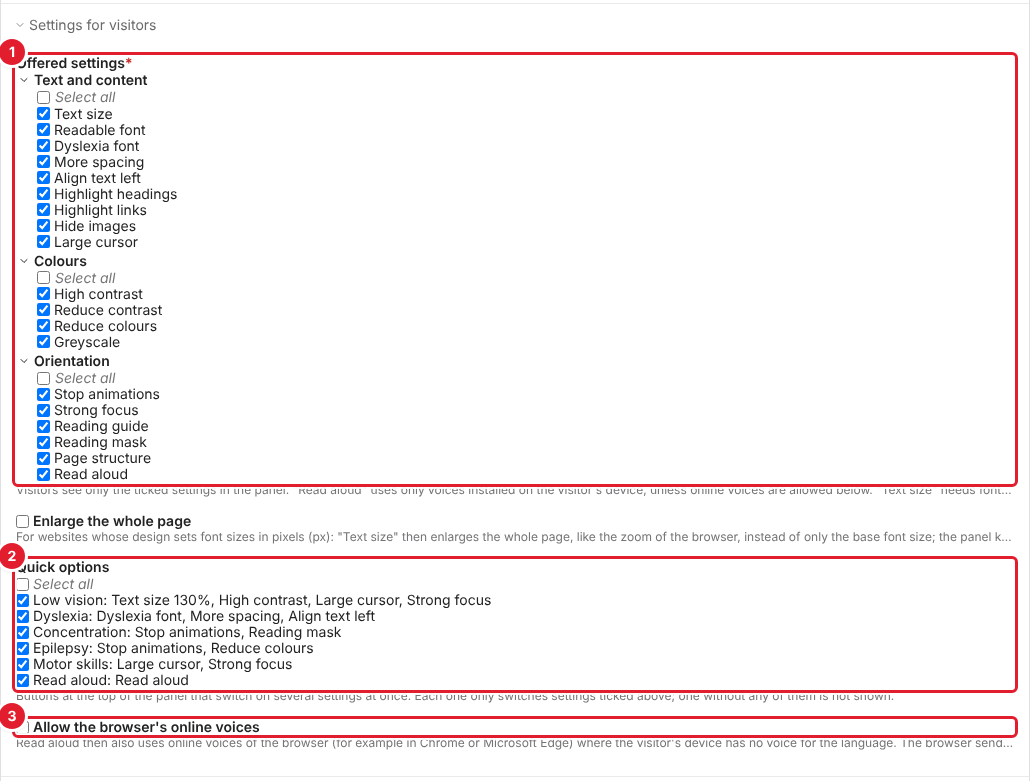 Settings for visitors
1
Offered settings*
Text and content
Select all
Text size
Readable font
Dyslexia font
More spacing
Align text left
Highlight headings
Highlight links
Hide images
Large cursor
Colours
Select all
High contrast
Reduce contrast
Reduce colours
Greyscale
Orientation
Select all
Stop animations
Strong focus
Reading guide
Reading mask
Page structure
Read aloud
Visitors see only the ticked settings in the panel. "Read aloud" uses only voices installed on the visitor's device, unless online voices are allowed below. "Text size" needs font…
Enlarge the whole page
For websites whose design sets font sizes in pixels (px): "Text size" then enlarges the whole page, like the zoom of the browser, instead of only the base font size; the panel k…
2
Quick options
Select all
Low vision: Text size 130%, High contrast, Large cursor, Strong focus
Dyslexia: Dyslexia font, More spacing, Align text left
Concentration: Stop animations, Reading mask
Epilepsy: Stop animations, Reduce colours
Motor skills: Large cursor, Strong focus
Read aloud: Read aloud
Buttons at the top of the panel that switch on several settings at once. Each one only switches settings ticked above; one without any of them is not shown.
3
Allow the browser's online voices
Read aloud then also uses online voices of the browser (for example in Chrome or Microsoft Edge) where the visitor's device has no voice for the language. The browser send…